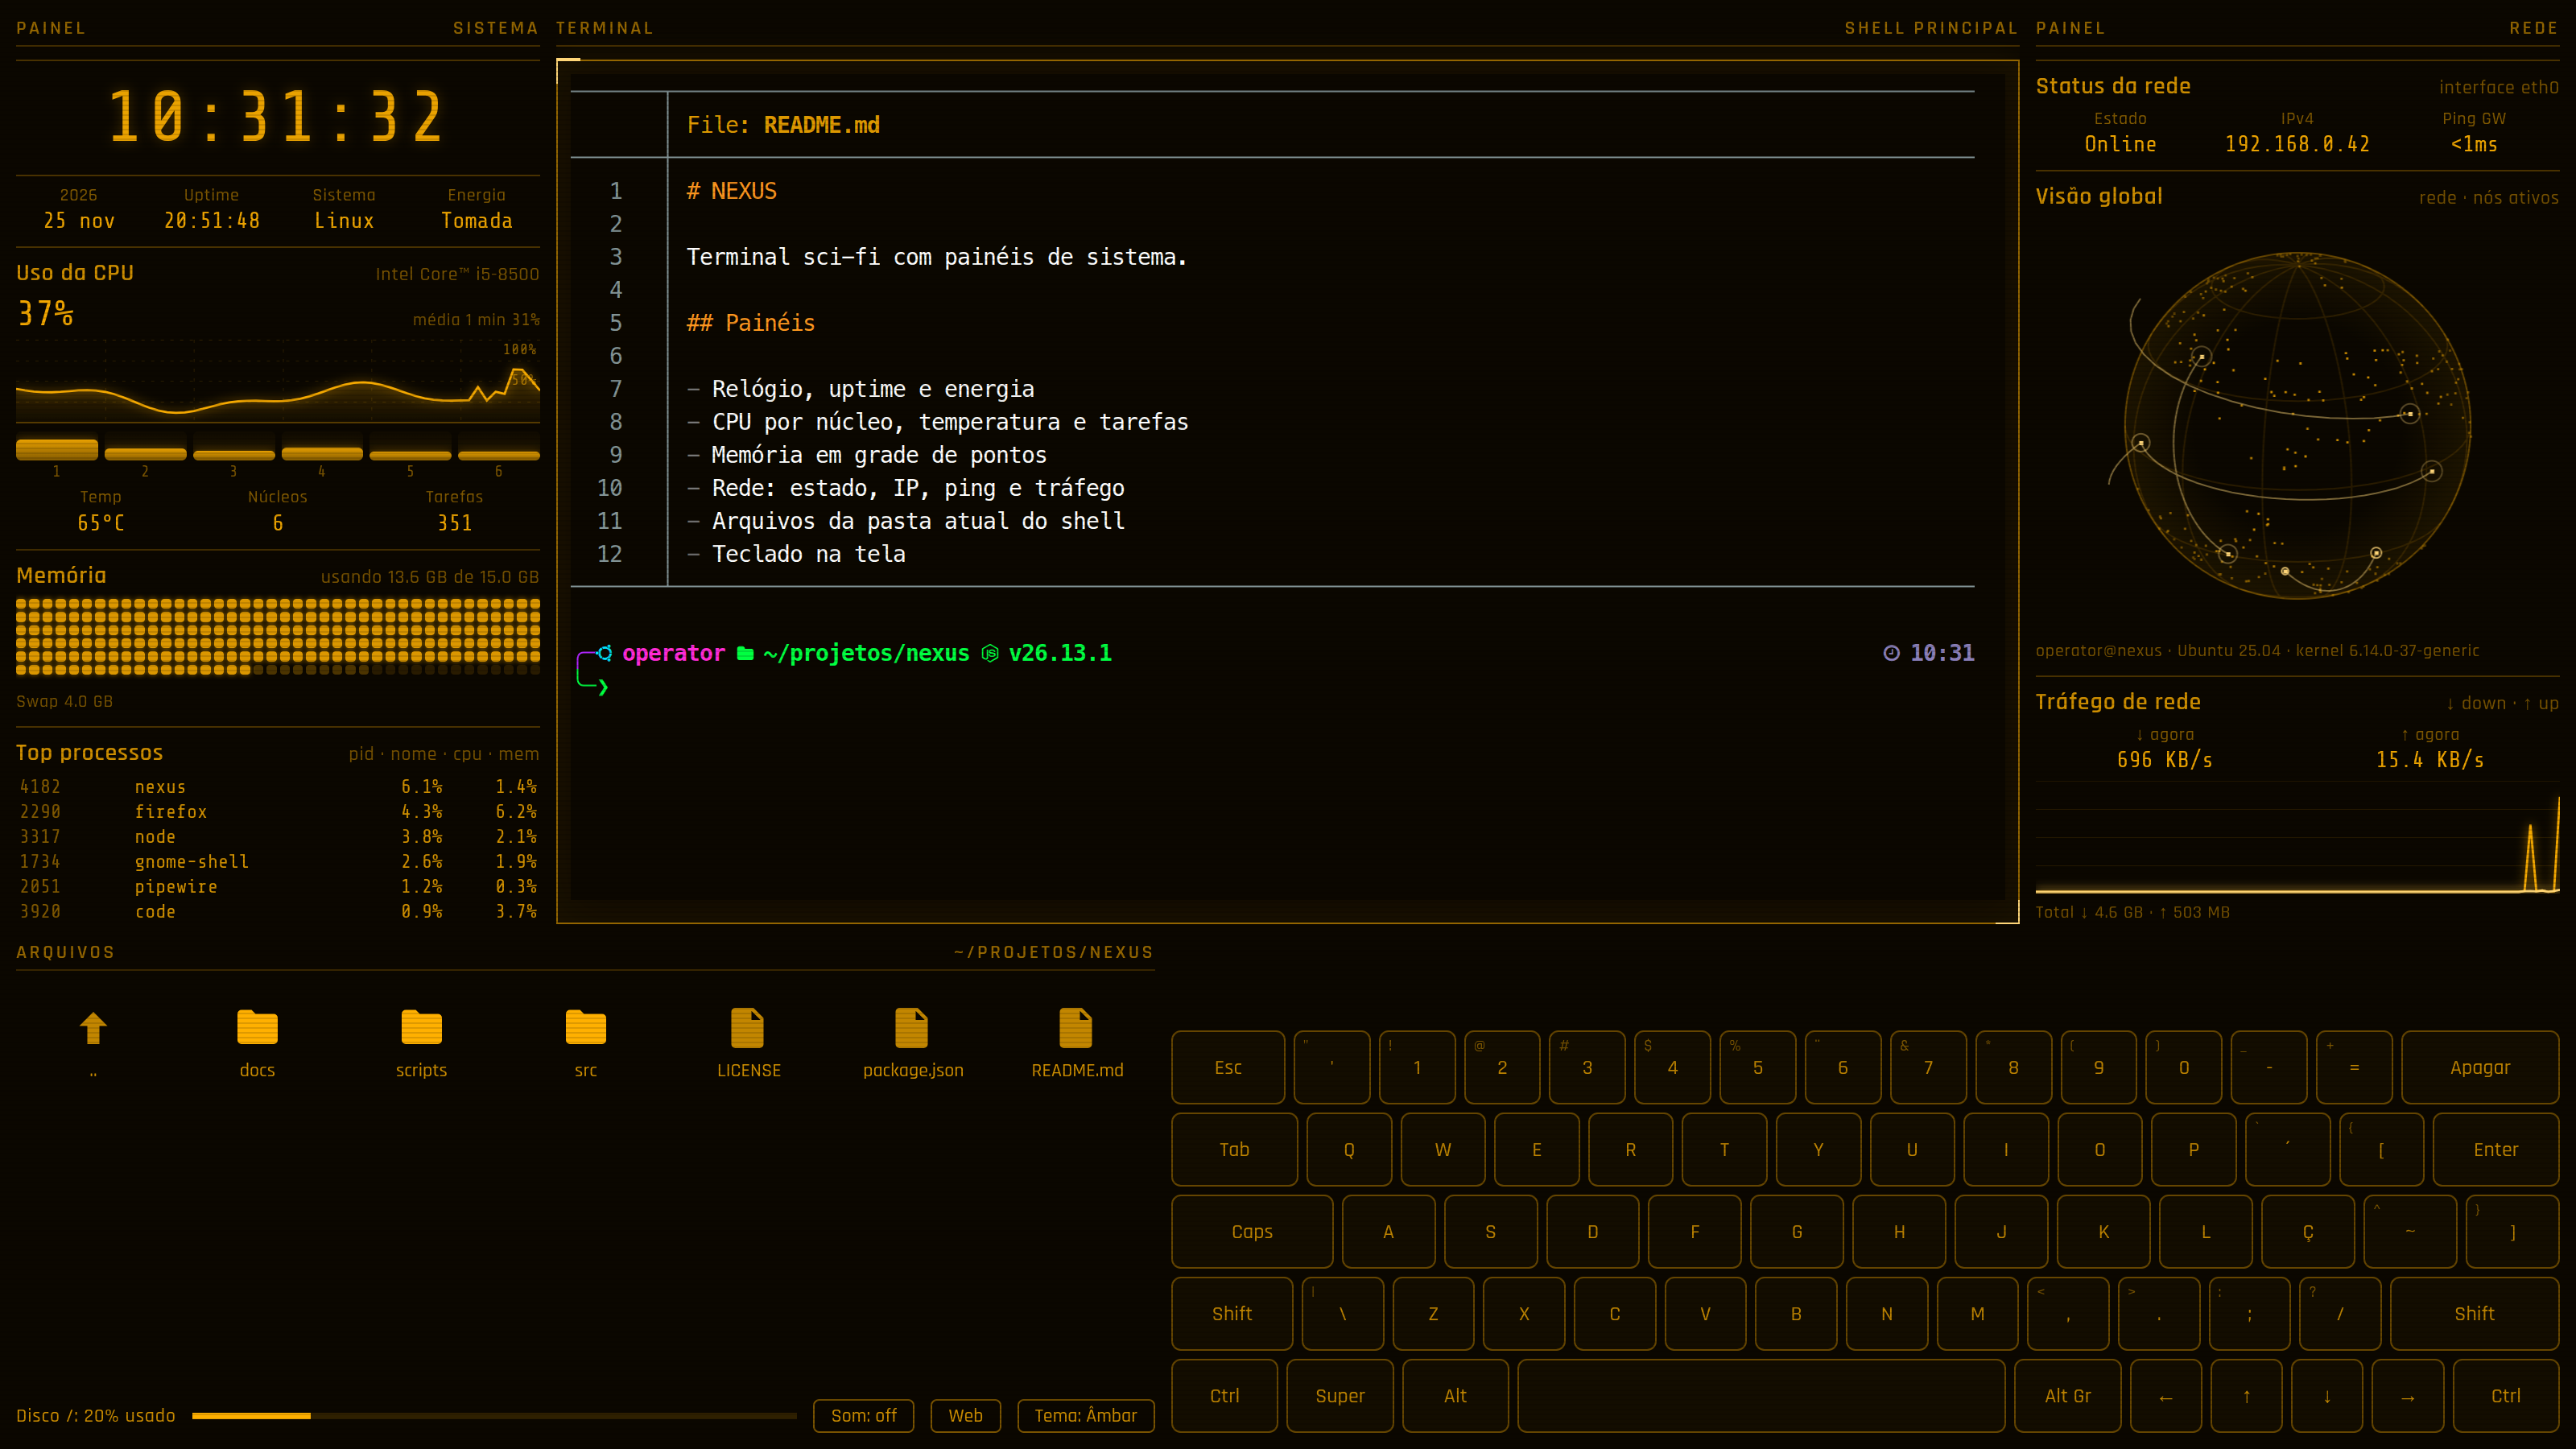 PAINEL SISTEMA
10:31:32
2026 Uptime Sistema Energia
25 nov 20:51:48 Linux Tomada
Uso da CPU Intel Core™ i5-8500
37% média 1 min 31%
100%
50%
1 2 3 4 5 6
Temp Núcleos Tarefas
65°C 6 351
Memória usando 13.6 GB de 15.0 GB
Swap 4.0 GB
Top processos pid · nome · cpu · mem
4182 nexus 6.1% 1.4%
2290 firefox 4.3% 6.2%
3317 node 3.8% 2.1%
1734 gnome-shell 2.6% 1.9%
2051 pipewire 1.2% 0.3%
3920 code 0.9% 3.7%
TERMINAL SHELL PRINCIPAL
File: README.md
1 # NEXUS
2
3 Terminal sci-fi com painéis de sistema.
4
5 ## Painéis
6
7 - Relógio, uptime e energia
8 - CPU por núcleo, temperatura e tarefas
9 - Memória em grade de pontos
10 - Rede: estado, IP, ping e tráfego
11 - Arquivos da pasta atual do shell
12 - Teclado na tela
operator ~/projetos/nexus v26.13.1 10:31
❯
PAINEL REDE
Status da rede interface eth0
Estado IPv4 Ping GW
Online 192.168.0.42 <1ms
Visão global rede · nós ativos
operator@nexus · Ubuntu 25.04 · kernel 6.14.0-37-generic
Tráfego de rede ↓ down · ↑ up
↓ agora ↑ agora
696 KB/s 15.4 KB/s
Total ↓ 4.6 GB · ↑ 503 MB
ARQUIVOS ~/PROJETOS/NEXUS
.. docs scripts src LICENSE package.json README.md
Disco /: 20% usado Som: off Web Tema: Âmbar
Esc " ' ! 1 @ 2 # 3 $ 4 % 5 ¨ 6 & 7 * 8 ( 9 ) 0 _ - + = Apagar
Tab Q W E R T Y U I O P ` ´ { [ Enter
Caps A S D F G H J K L Ç ^ ~ } ]
Shift | \ Z X C V B N M < , > . : ; ? / Shift
Ctrl Super Alt Alt Gr ← ↑ ↓ → Ctrl